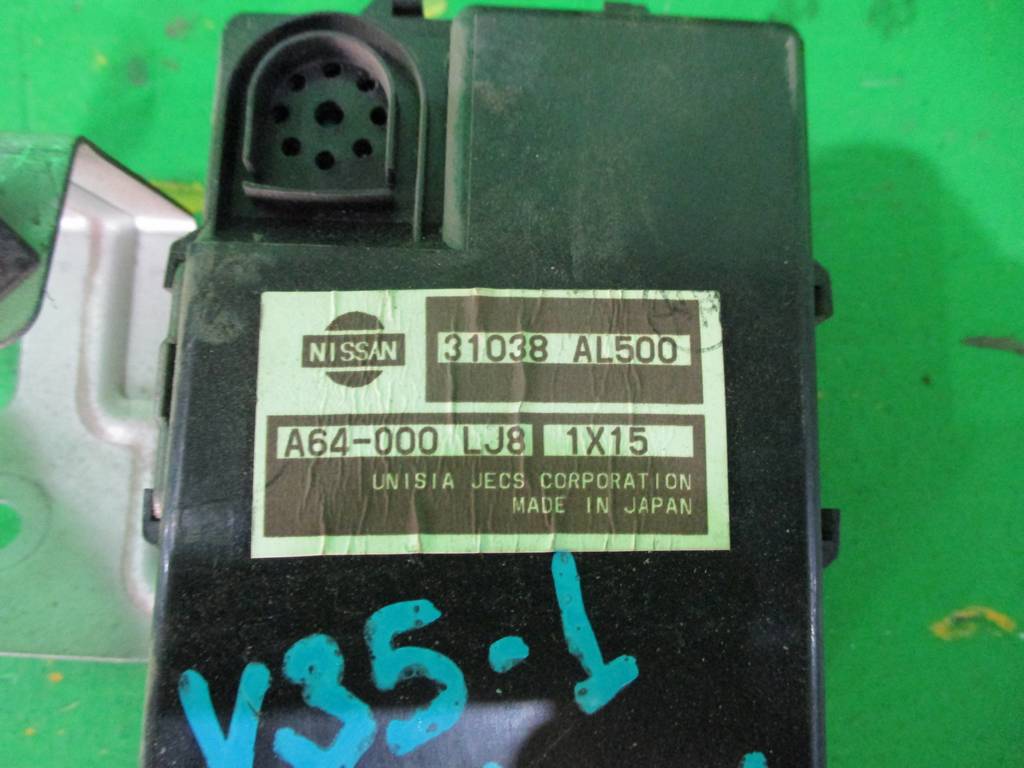 NISSAN
31038 AL500
A64-000 LJ8 1X15
UNISIA JECS CORPORATION
MADE IN JAPAN
V35-1